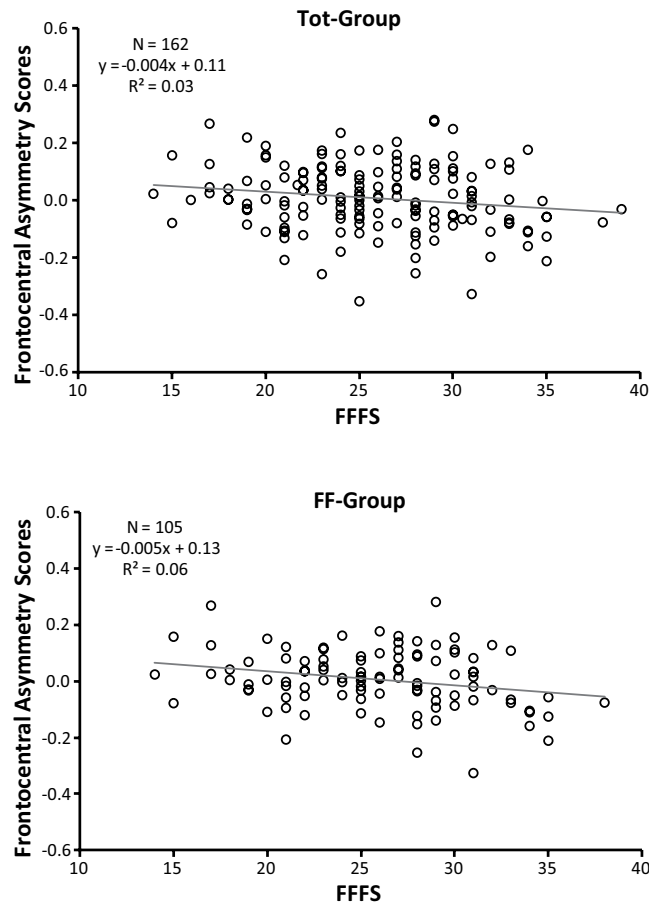 Tot-Group
N = 162
y = -0.004x + 0.11
R² = 0.03
Frontocentral Asymmetry Scores
0.6
0.4
0.2
0.0
-0.2
-0.4
-0.6
10 15 20 25 30 35 40
FFFS
FF-Group
N = 105
y = -0.005x + 0.13
R² = 0.06
Frontocentral Asymmetry Scores
0.6
0.4
0.2
0.0
-0.2
-0.4
-0.6
10 15 20 25 30 35 40
FFFS